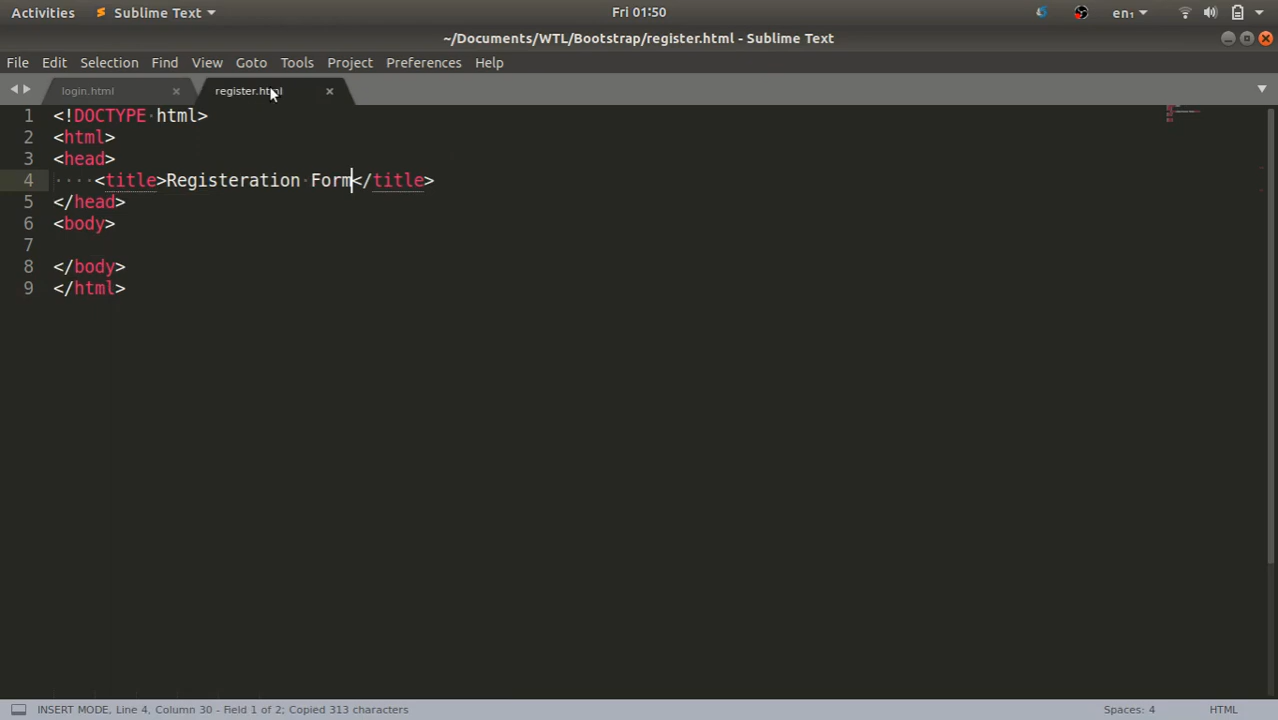 Activities Sublime Text Fri 01:50 en₁
~/Documents/WTL/Bootstrap/register.html - Sublime Text
File Edit Selection Find View Goto Tools Project Preferences Help
login.html × register.html ×
1 <!DOCTYPE html>
2 <html>
3 <head>
4 <title>Registeration Form</title>
5 </head>
6 <body>
7
8 </body>
9 </html>
INSERT MODE, Line 4, Column 30 - Field 1 of 2; Copied 313 characters Spaces: 4 HTML